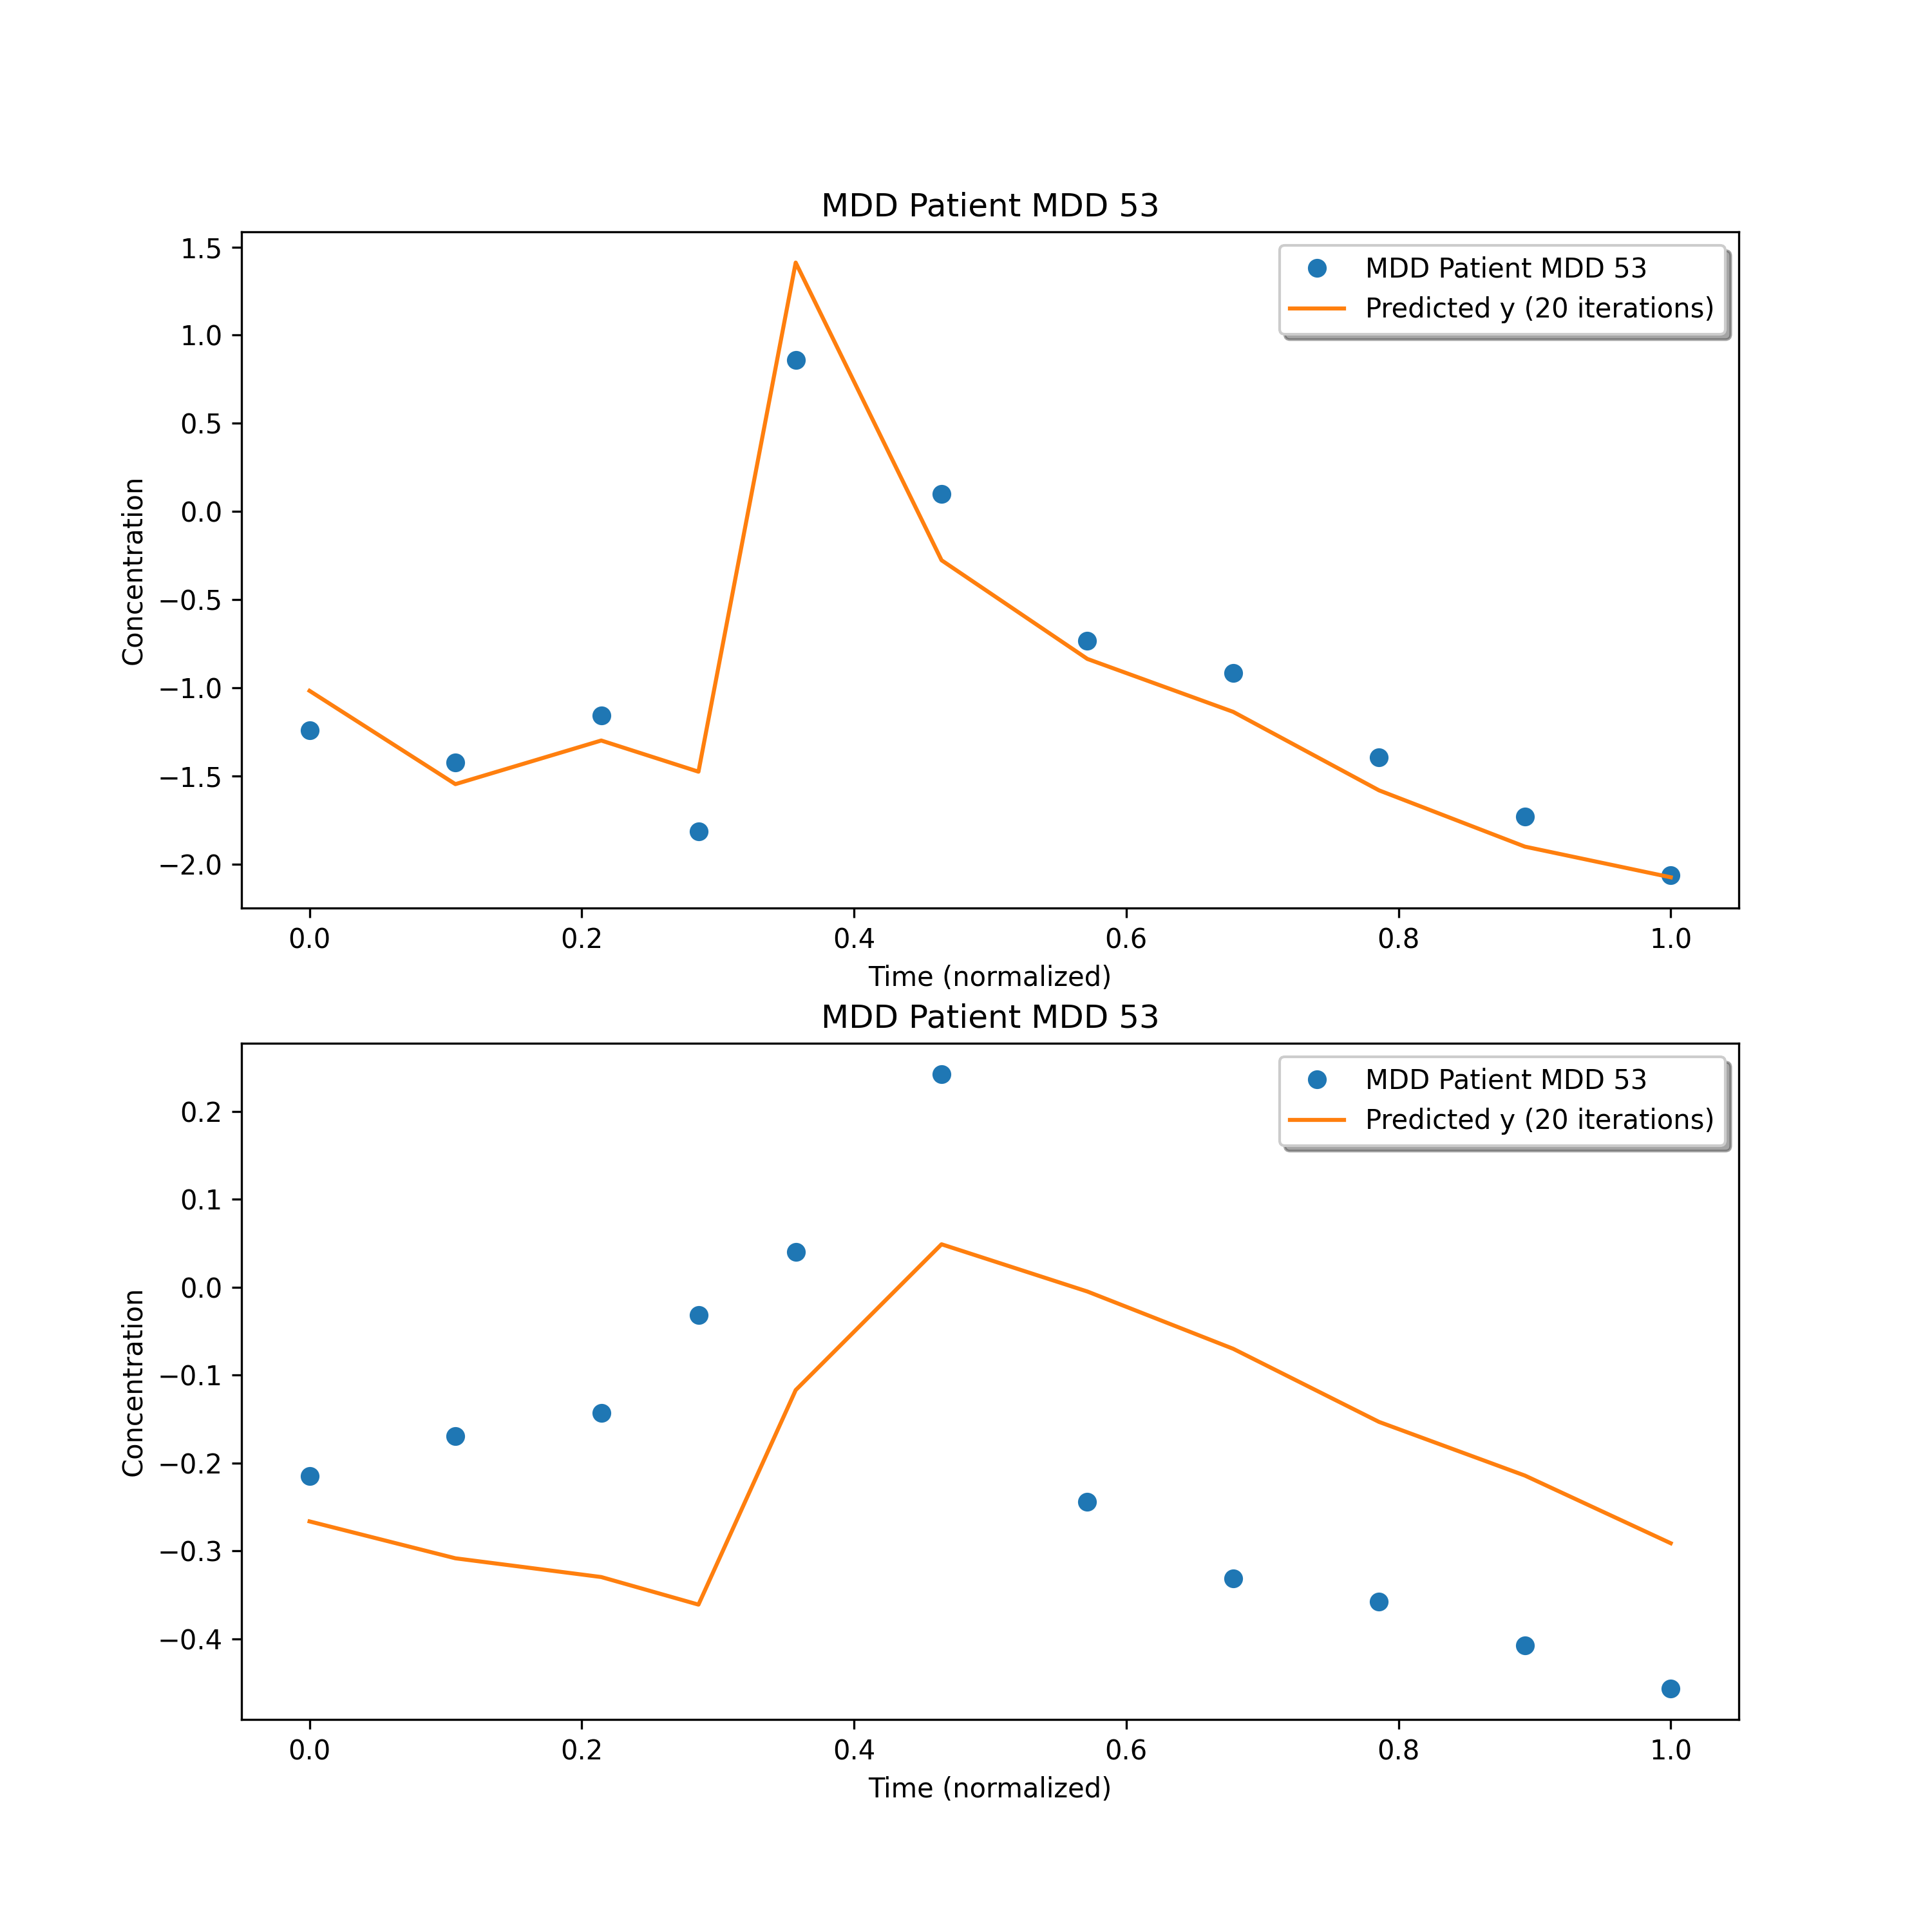 MDD Patient MDD 53
MDD Patient MDD 53
Predicted y (20 iterations)
1.5
1.0
0.5
0.0
−0.5
−1.0
−1.5
−2.0
Concentration
0.0 0.2 0.4 0.6 0.8 1.0
Time (normalized)
MDD Patient MDD 53
MDD Patient MDD 53
Predicted y (20 iterations)
0.2
0.1
0.0
−0.1
−0.2
−0.3
−0.4
Concentration
0.0 0.2 0.4 0.6 0.8 1.0
Time (normalized)